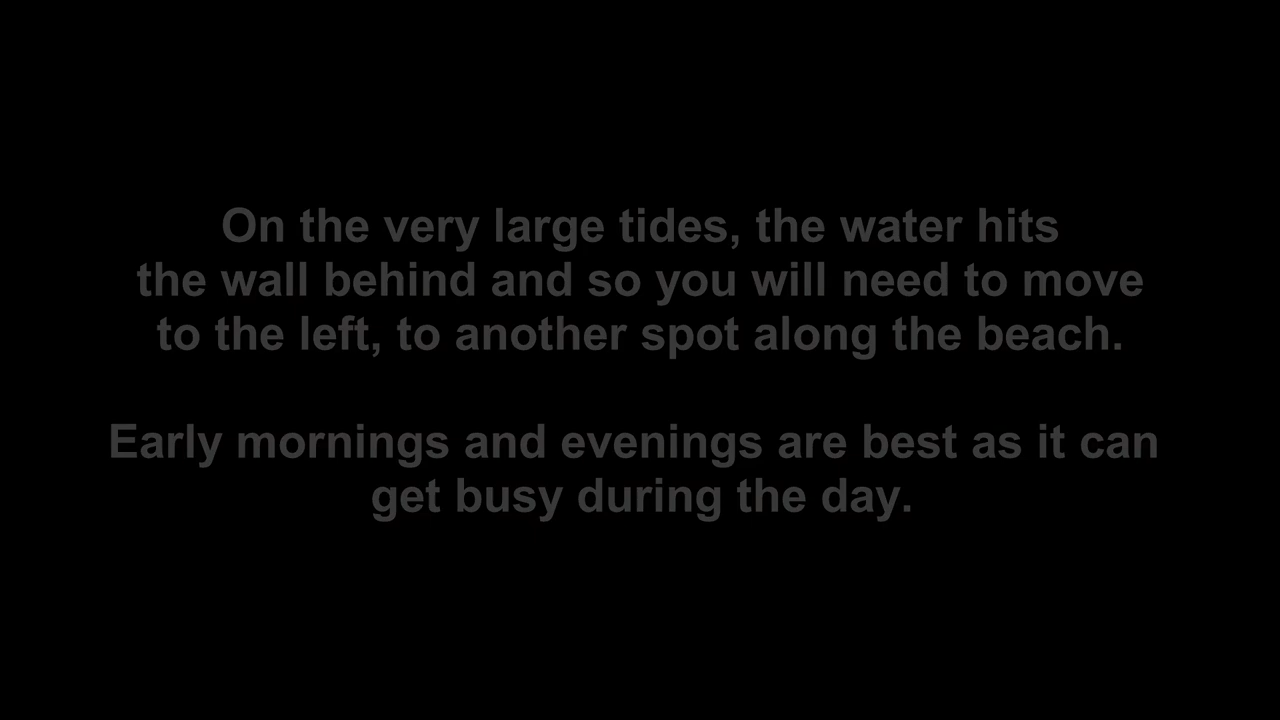 On the very large tides, the water hits
the wall behind and so you will need to move
to the left, to another spot along the beach.
Early mornings and evenings are best as it can
get busy during the day.